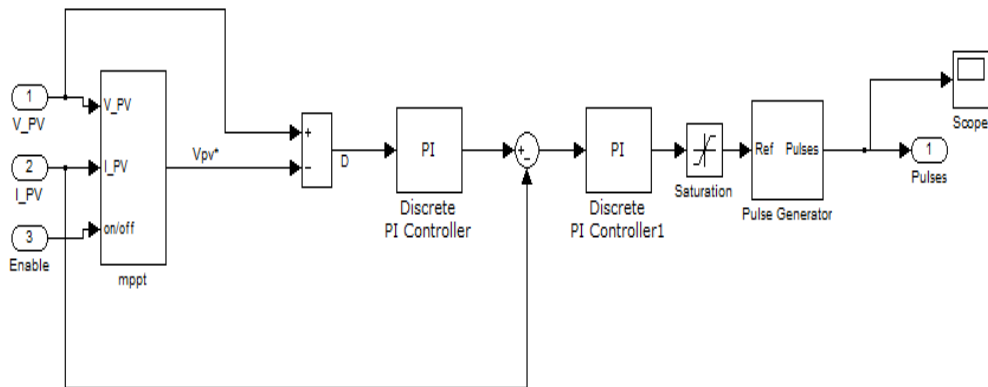 1
V_PV
2
I_PV
3
Enable
V_PV
I_PV
on/off
mppt
Vpv*
+
−
D
PI
Discrete
PI Controller
+
−
PI
Discrete
PI Controller1
Saturation
Ref Pulses
Pulse Generator
Scope
1
Pulses